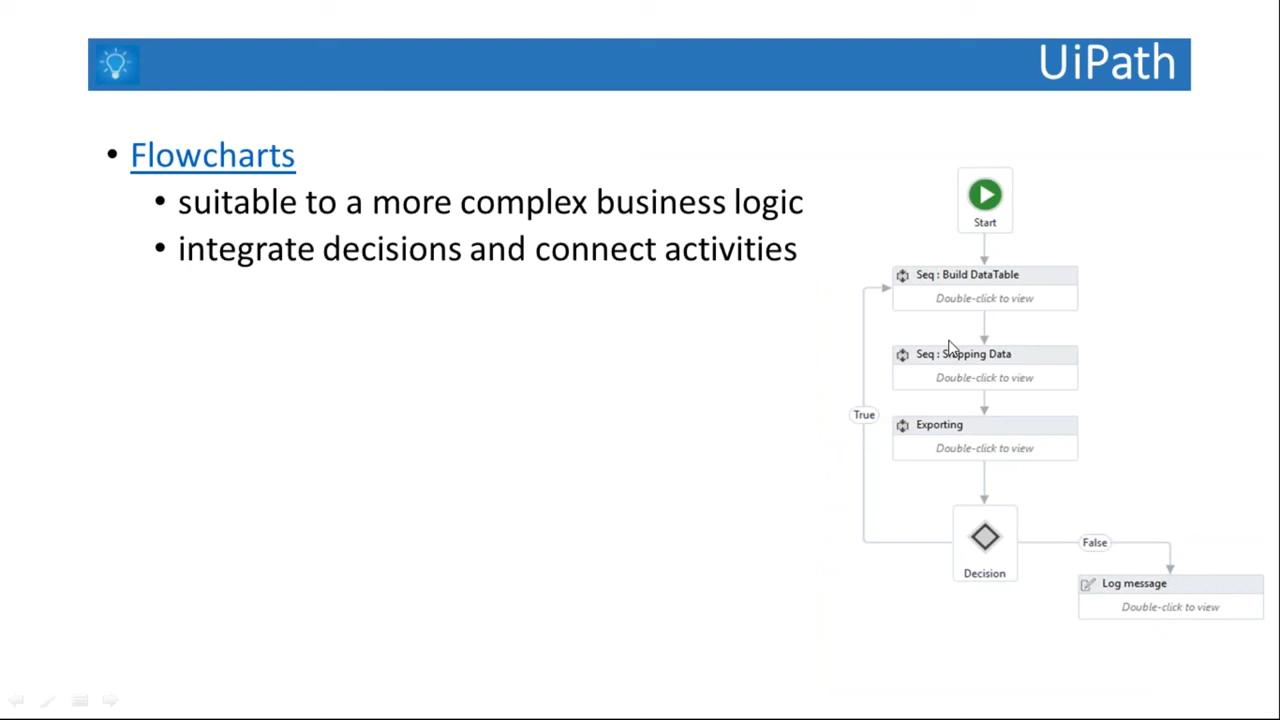 UiPath
• Flowcharts
• suitable to a more complex business logic
• integrate decisions and connect activities
Start
Seq : Build DataTable
Double-click to view
Seq : Data
Double-click to view
True
Exporting
Double-click to view
Decision
False
Log message
Double-click to view